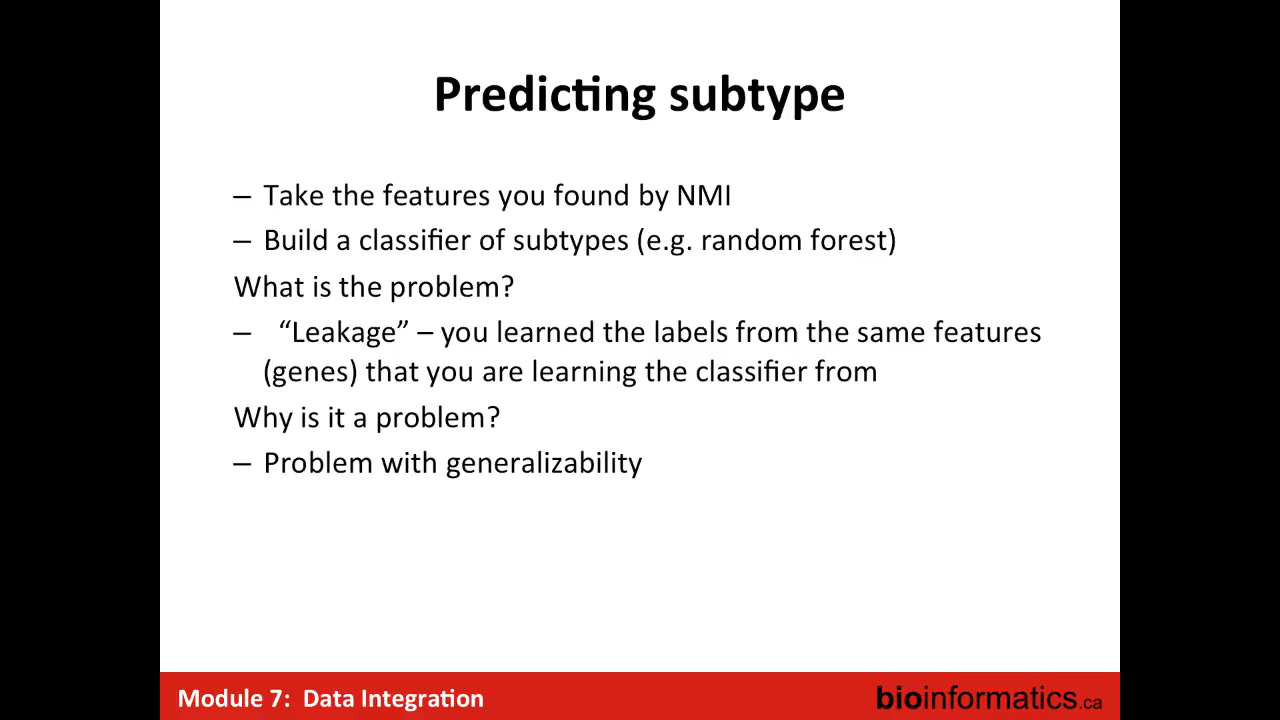 Predicting subtype
– Take the features you found by NMI
– Build a classifier of subtypes (e.g. random forest)
What is the problem?
– “Leakage” – you learned the labels from the same features
(genes) that you are learning the classifier from
Why is it a problem?
– Problem with generalizability
Module 7: Data Integration
bioinformatics.ca